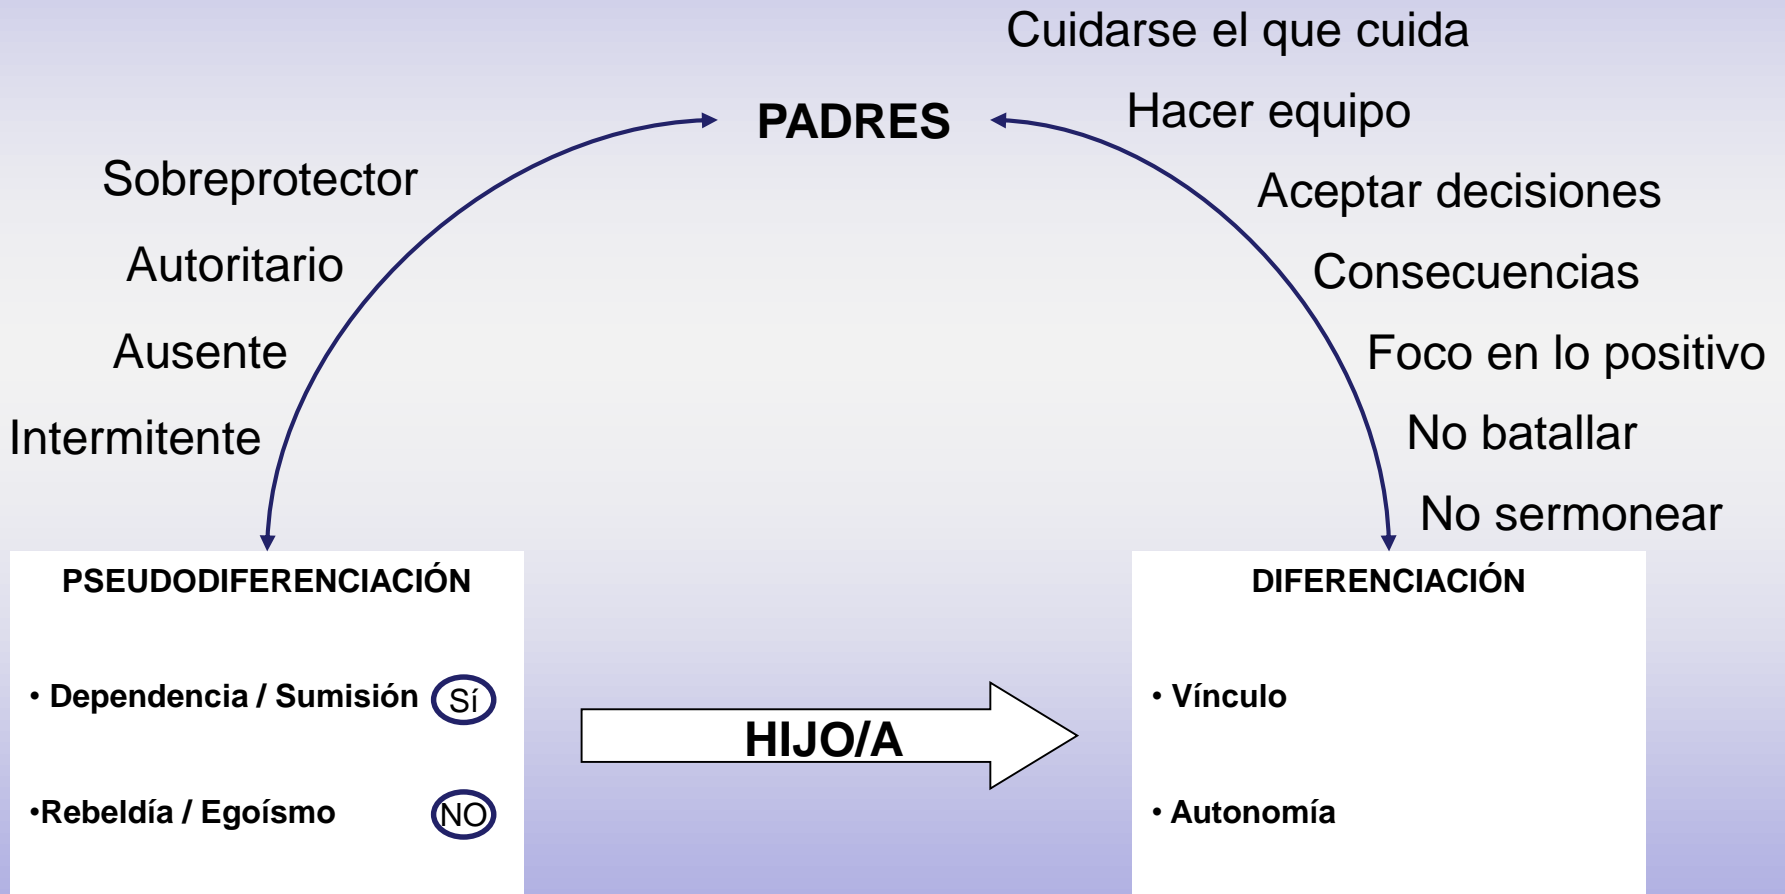 Cuidarse el que cuida
PADRES
Hacer equipo
Sobreprotector
Aceptar decisiones
Autoritario
Consecuencias
Ausente
Foco en lo positivo
Intermitente
No batallar
No sermonear
PSEUDODIFERENCIACIÓN
• Dependencia / Sumisión Sí
•Rebeldía / Egoísmo NO
HIJO/A
DIFERENCIACIÓN
• Vínculo
• Autonomía